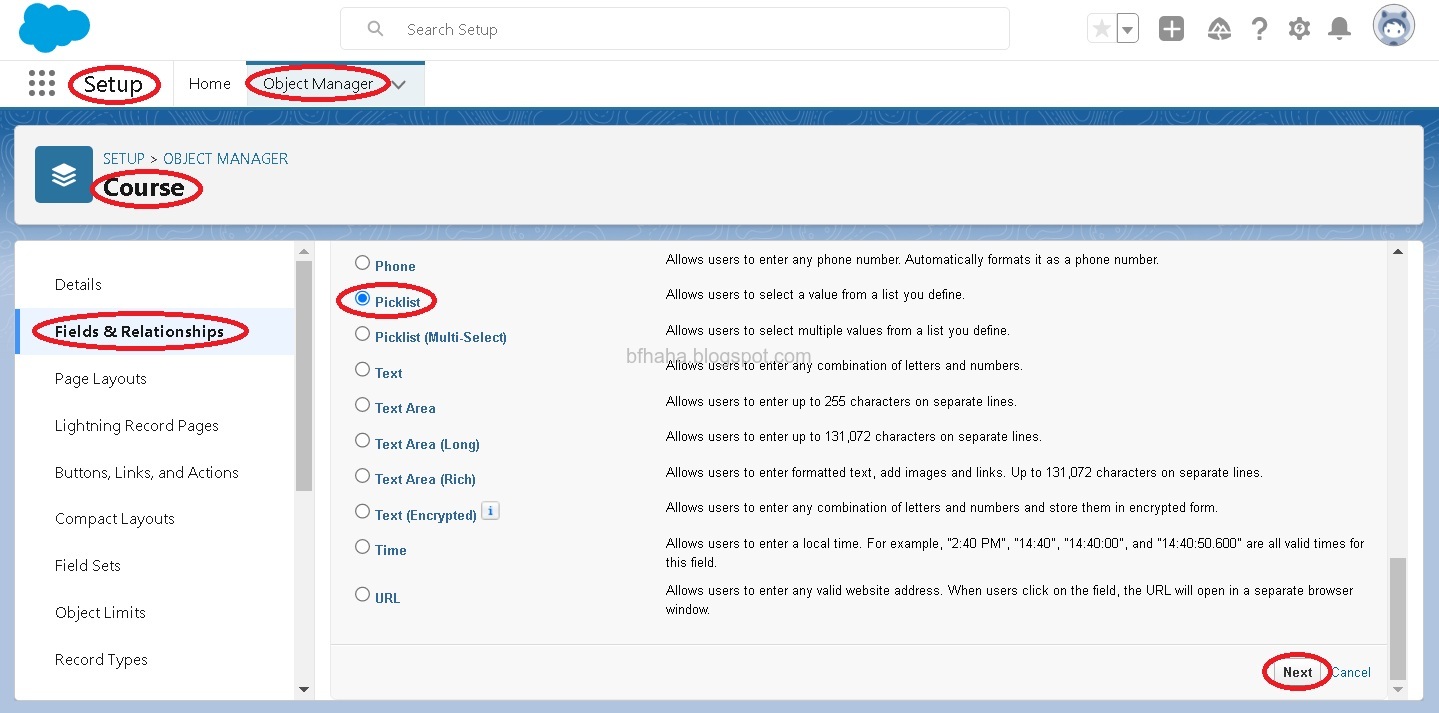 Search Setup
Setup
Home
Object Manager
SETUP > OBJECT MANAGER
Course
Details
Fields & Relationships
Page Layouts
Lightning Record Pages
Buttons, Links, and Actions
Compact Layouts
Field Sets
Object Limits
Record Types
Phone
Allows users to enter any phone number. Automatically formats it as a phone number.
Picklist
Allows users to select a value from a list you define.
Picklist (Multi-Select)
Allows users to select multiple values from a list you define.
bfhaha.blogspot.com
Text
Allows users to enter any combination of letters and numbers.
Text Area
Allows users to enter up to 255 characters on separate lines.
Text Area (Long)
Allows users to enter up to 131,072 characters on separate lines.
Text Area (Rich)
Allows users to enter formatted text, add images and links. Up to 131,072 characters on separate lines.
Text (Encrypted) i
Allows users to enter any combination of letters and numbers and store them in encrypted form.
Time
Allows users to enter a local time. For example, "2:40 PM", "14:40", "14:40:00", and "14:40:50.600" are all valid times for
this field.
URL
Allows users to enter any valid website address. When users click on the field, the URL will open in a separate browser
window.
Next
Cancel